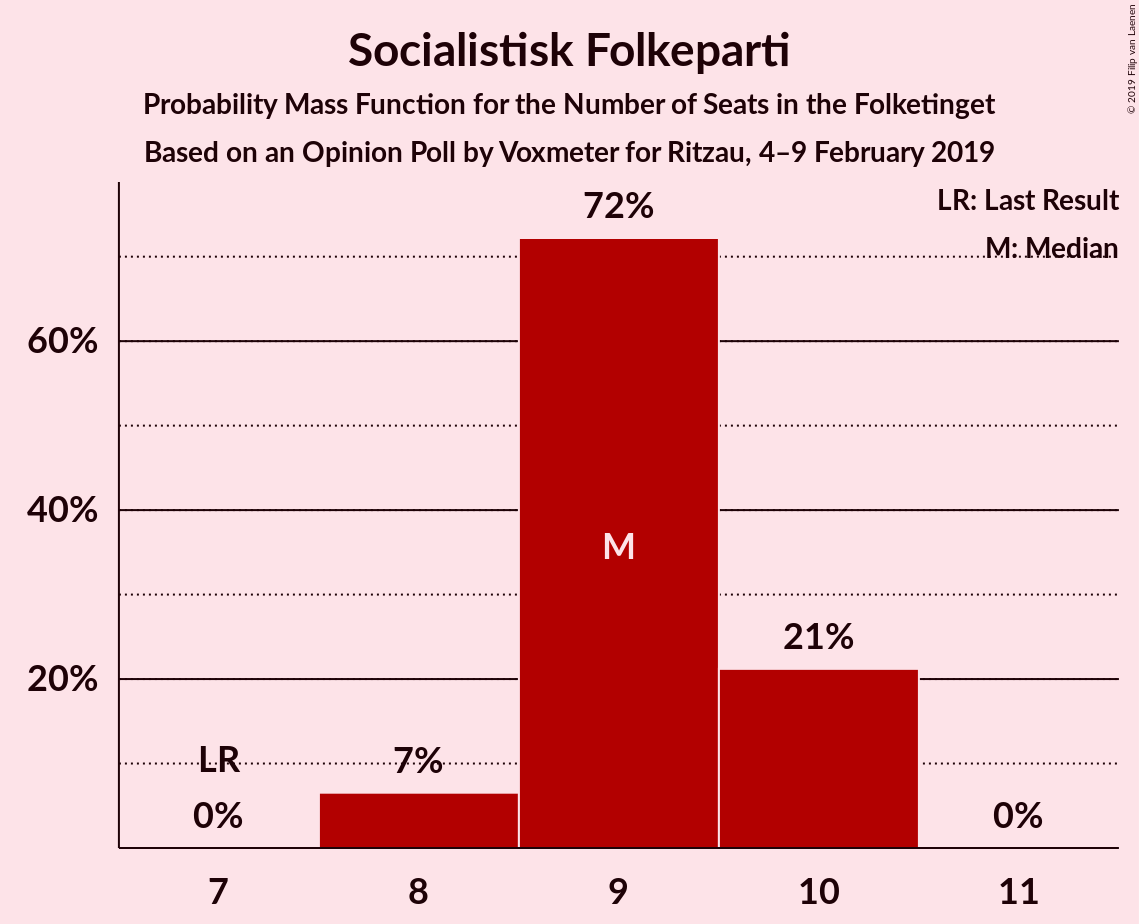 Socialistisk Folkeparti
Probability Mass Function for the Number of Seats in the Folketinget
Based on an Opinion Poll by Voxmeter for Ritzau, 4–9 February 2019
© 2019 Filip van Laenen
LR: Last Result
M: Median
72%
60%
40%
M
21%
20%
LR
7%
0%
0%
7 8 9 10 11